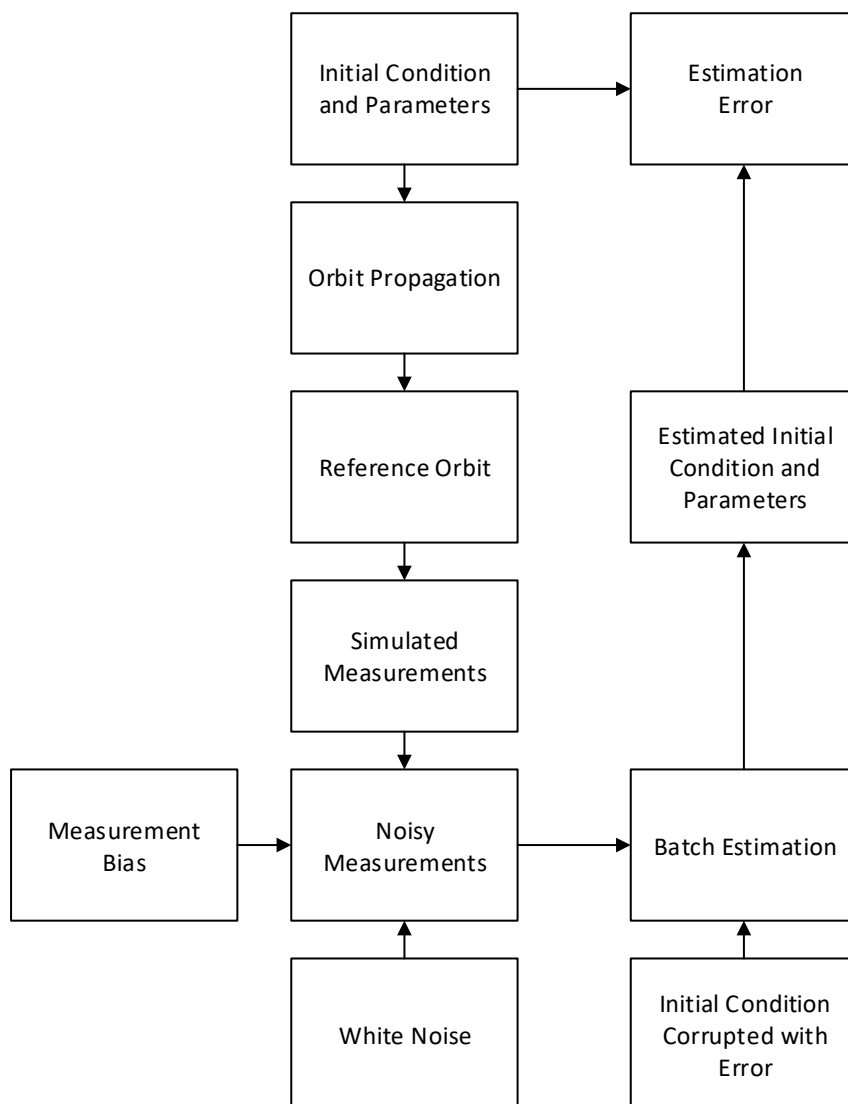 Initial Condition
and Parameters
Estimation
Error
Orbit Propagation
Reference Orbit
Estimated Initial
Condition and
Parameters
Simulated
Measurements
Measurement
Bias
Noisy
Measurements
Batch Estimation
White Noise
Initial Condition
Corrupted with
Error